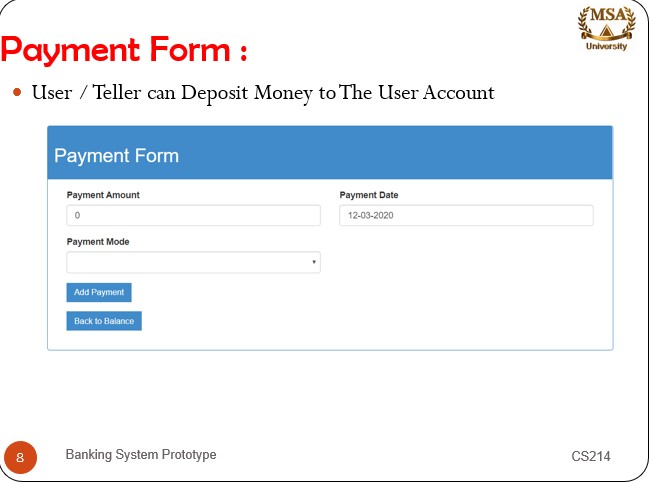 MSA
University
Payment Form :
User / Teller can Deposit Money to The User Account
Payment Form
Payment Amount
Payment Date
0
12-03-2020
Payment Mode
Add Payment
Back to Balance
8
Banking System Prototype
CS214